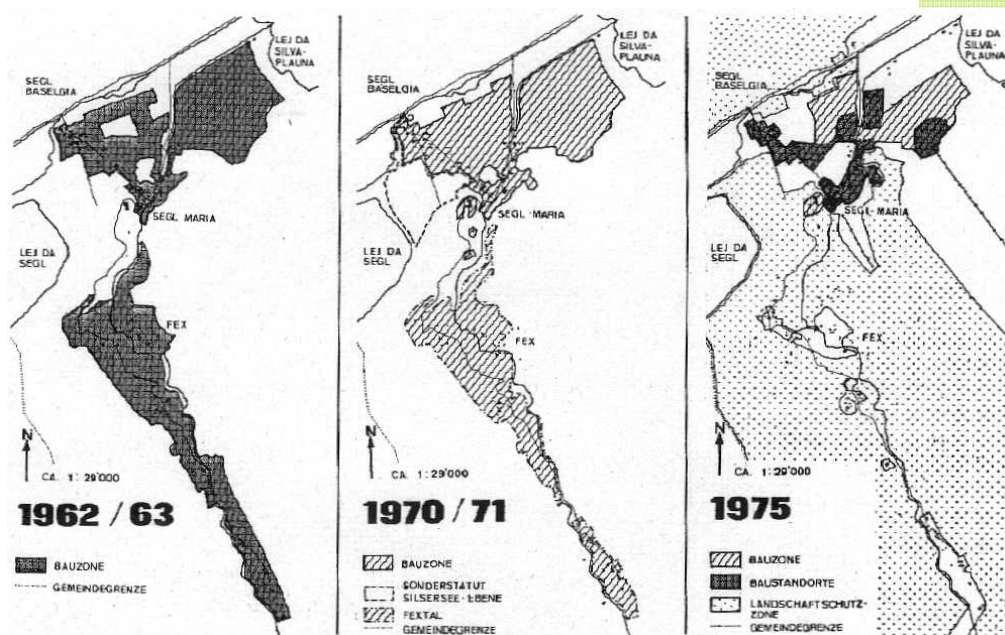 LEJ DA
SILVA-
PLAUNA
SEGL
BASELGIA
SEGL MARIA
LEJ DA
SEGL
FEX
N
CA. 1:29'000
1962 / 63
BAUZONE
GEMEINDEGRENZE
LEJ DA
SILVA-
PLAUNA
SEGL
BASELGIA
SEGL-MARIA
LEJ DA
SEGL
FEX
N
CA. 1:29'000
1970 / 71
BAUZONE
SONDERSTATUT
SILSERSEE-EBENE
FEXTAL
GEMEINDEGRENZE
LEJ DA
SILVA-
PLAUNA
SEGL
BASELGIA
SEGL-MARIA
LEJ DA
SEGL
FEX
N
CA. 1:29'000
1975
BAUZONE
BAUSTANDORTE
LANDSCHAFTSCHUTZ-
ZONE
GEMEINDEGRENZE